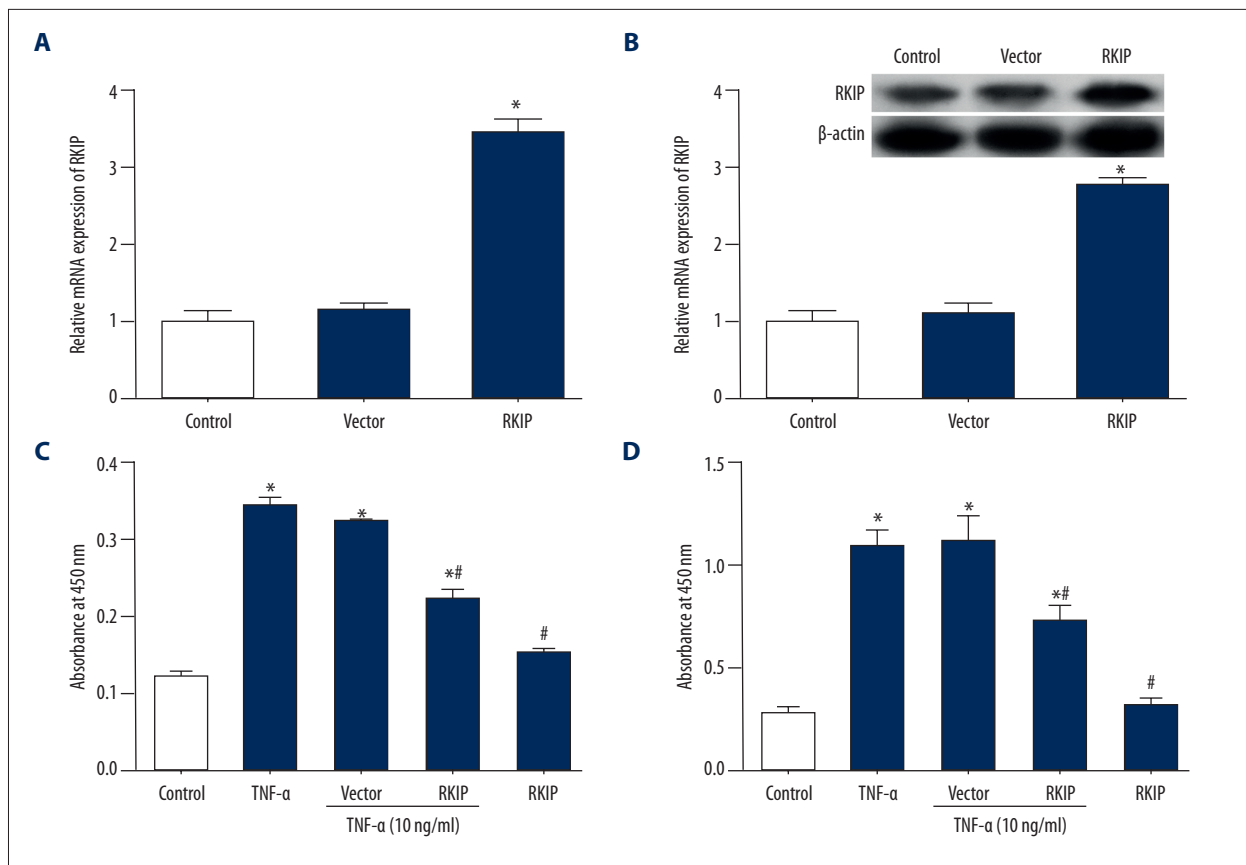 A
Relative mRNA expression of RKIP
4
*
3
2
1
0
Control Vector RKIP
B
Control Vector RKIP
RKIP
β-actin
Relative mRNA expression of RKIP
4
3
*
2
1
0
Control Vector RKIP
C
Absorbance at 450 nm
0.4
*
*
0.3
*#
0.2
#
0.1
0.0
Control TNF-α Vector RKIP RKIP
TNF-α (10 ng/ml)
D
Absorbance at 450 nm
1.5
*
*
1.0
*#
0.5
#
0.0
Control TNF-α Vector RKIP RKIP
TNF-α (10 ng/ml)